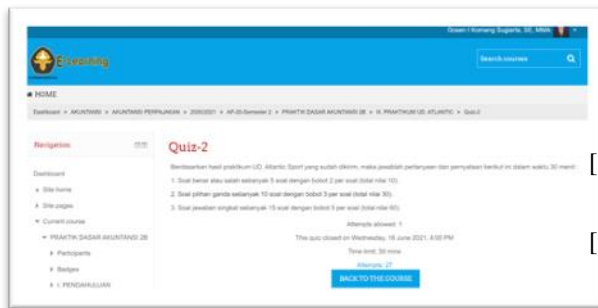 Dosen I Komang Sugiarta, SE, MMA
E-Learning
Search courses
HOME
Dashboard > AKUNTANSI > AKUNTANSI PERPAJAKAN > 2020/2021 > AP-20-Semester 2 > PRAKTIK DASAR AKUNTANSI 2B > IX. PRAKTIKUM UD. ATLANTIC > Quiz-2
Navigation
Quiz-2
Berdasarkan hasil praktikum UD. Atlantic Sport yang sudah dikirim, maka jawablah pertanyaan dan pernyataan berikut ini dalam waktu 30 menit :
1. Soal benar atau salah sebanyak 5 soal dengan bobot 2 per soal (total nilai 10).
2. Soal pilihan ganda sebanyak 10 soal dengan bobot 3 per soal (total nilai 30).
3. Soal jawaban singkat sebanyak 15 soal dengan bobot per soal (total nilai 60).
Dashboard
Site home
Site pages
Current course
PRAKTIK DASAR AKUNTANSI 2B
Participants
Badges
I. PENDAHULUAN
Attempts allowed: 1
This quiz closed on Wednesday, 16 June 2021, 4:00 PM
Time limit: 30 mins
Attempts: 27
BACK TO THE COURSE
[
[